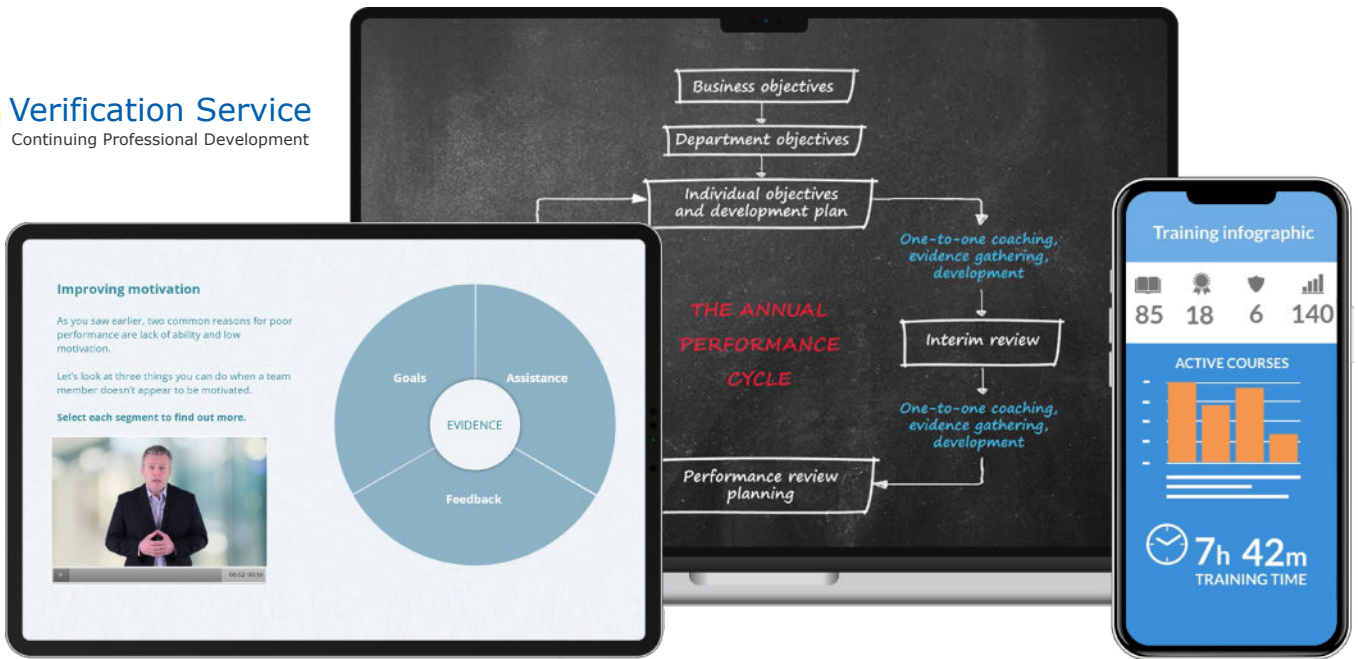 Verification Service
Continuing Professional Development
Business objectives
Department objectives
Individual objectives
and development plan
One-to-one coaching,
evidence gathering,
development
THE ANNUAL
PERFORMANCE
CYCLE
Interim review
One-to-one coaching,
evidence gathering,
development
Performance review
planning
Improving motivation
As you saw earlier, two common reasons for poor
performance are lack of ability and low
motivation.
Let's look at three things you can do when a team
member doesn't appear to be motivated.
Select each segment to find out more.
Goals
Assistance
EVIDENCE
Feedback
Training infographic
85 18 6 140
ACTIVE COURSES
7h 42m
TRAINING TIME